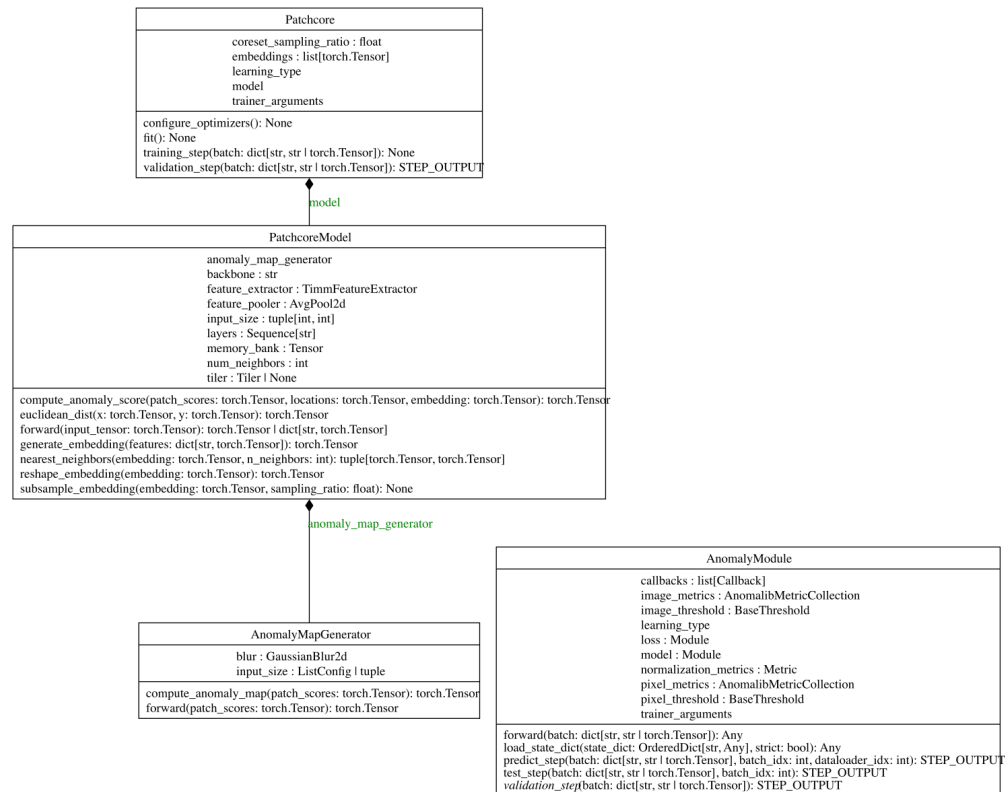 Patchcore
coreset_sampling_ratio : float
embeddings : list[torch.Tensor]
learning_type
model
trainer_arguments
configure_optimizers(): None
fit(): None
training_step(batch: dict[str, str | torch.Tensor]): None
validation_step(batch: dict[str, str | torch.Tensor]): STEP_OUTPUT
model
PatchcoreModel
anomaly_map_generator
backbone : str
feature_extractor : TimmFeatureExtractor
feature_pooler : AvgPool2d
input_size : tuple[int, int]
layers : Sequence[str]
memory_bank : Tensor
num_neighbors : int
tiler : Tiler | None
compute_anomaly_score(patch_scores: torch.Tensor, locations: torch.Tensor, embedding: torch.Tensor): torch.Tensor
euclidean_dist(x: torch.Tensor, y: torch.Tensor): torch.Tensor
forward(input_tensor: torch.Tensor): torch.Tensor | dict[str, torch.Tensor]
generate_embedding(features: dict[str, torch.Tensor]): torch.Tensor
nearest_neighbors(embedding: torch.Tensor, n_neighbors: int): tuple[torch.Tensor, torch.Tensor]
reshape_embedding(embedding: torch.Tensor): torch.Tensor
subsample_embedding(embedding: torch.Tensor, sampling_ratio: float): None
anomaly_map_generator
AnomalyMapGenerator
blur : GaussianBlur2d
input_size : ListConfig | tuple
compute_anomaly_map(patch_scores: torch.Tensor): torch.Tensor
forward(patch_scores: torch.Tensor): torch.Tensor
AnomalyModule
callbacks : list[Callback]
image_metrics : AnomalibMetricCollection
image_threshold : BaseThreshold
learning_type
loss : Module
model : Module
normalization_metrics : Metric
pixel_metrics : AnomalibMetricCollection
pixel_threshold : BaseThreshold
trainer_arguments
forward(batch: dict[str, str | torch.Tensor]): Any
load_state_dict(state_dict: OrderedDict[str, Any], strict: bool): Any
predict_step(batch: dict[str, str | torch.Tensor], batch_idx: int, dataloader_idx: int): STEP_OUTPUT
test_step(batch: dict[str, str | torch.Tensor], batch_idx: int): STEP_OUTPUT
validation_step(batch: dict[str, str | torch.Tensor]): STEP_OUTPUT